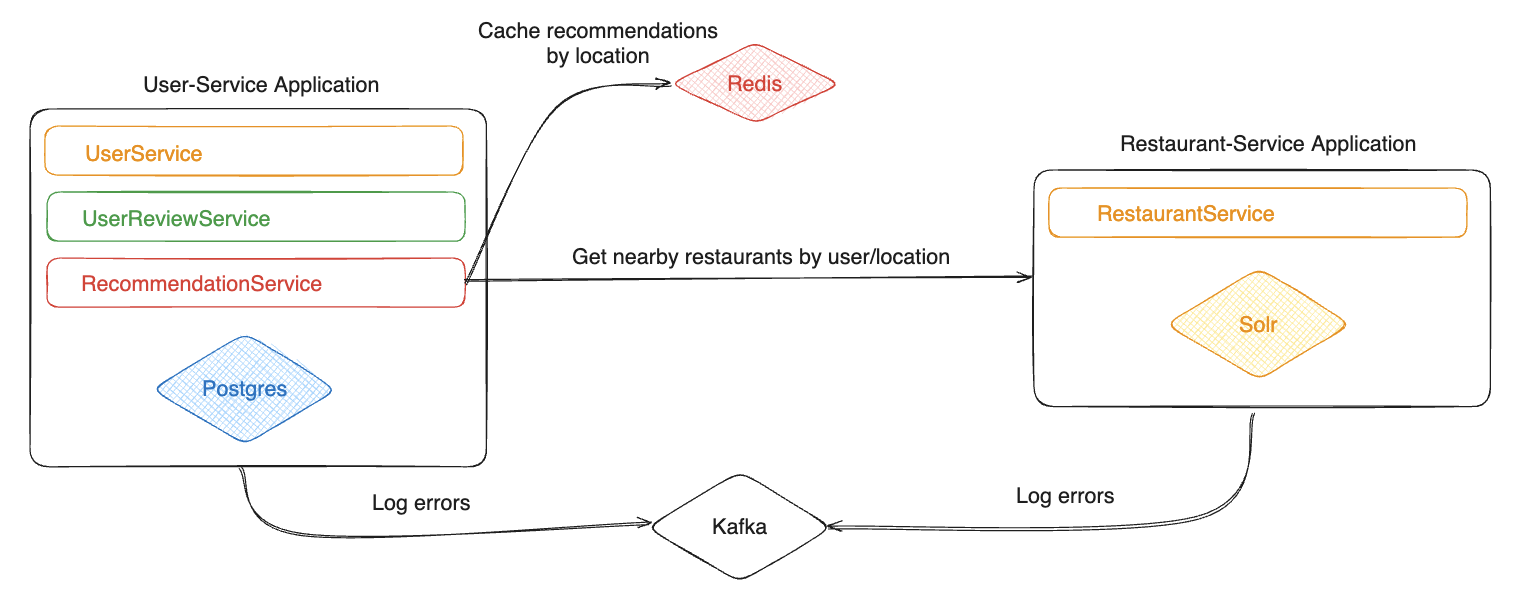 Cache recommendations
by location
Redis
User-Service Application
UserService
UserReviewService
RecommendationService
Postgres
Get nearby restaurants by user/location
Restaurant-Service Application
RestaurantService
Solr
Log errors
Kafka
Log errors